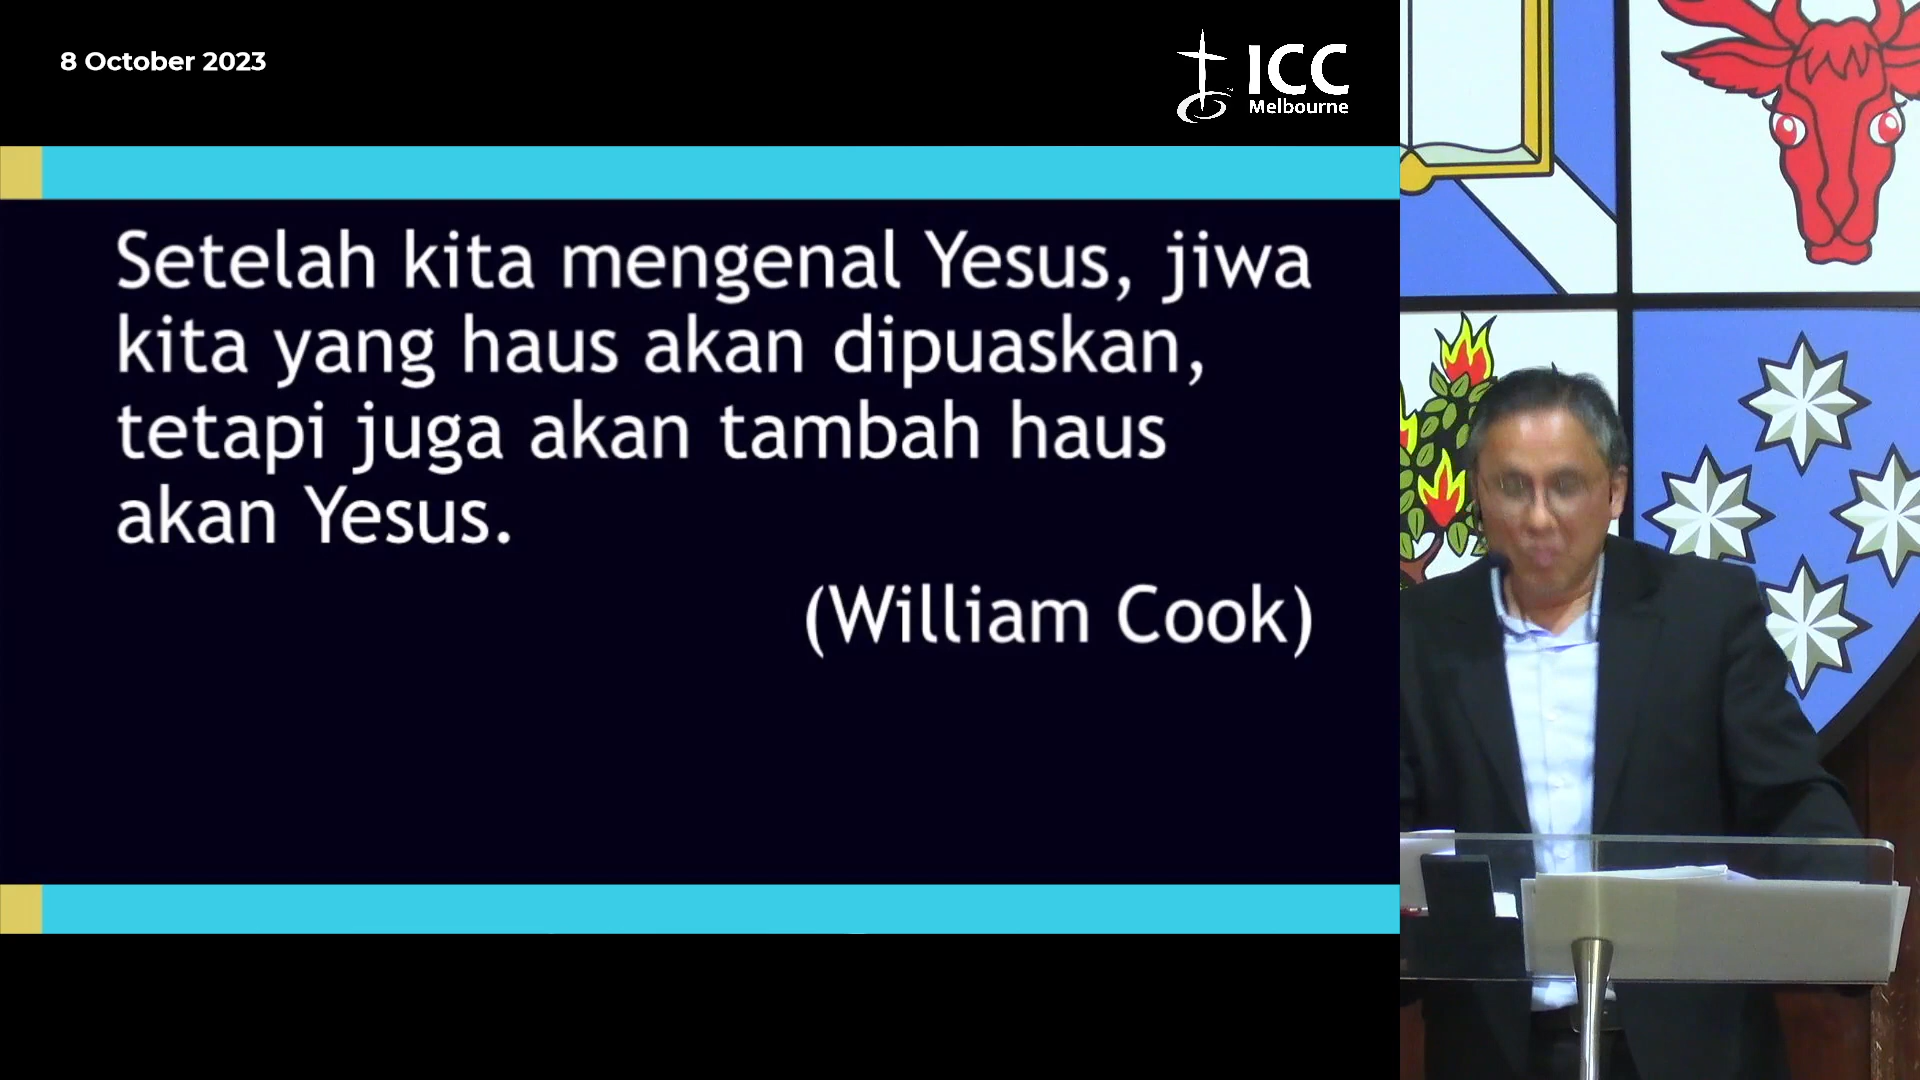 8 October 2023
ICC
Melbourne
Setelah kita mengenal Yesus, jiwa
kita yang haus akan dipuaskan,
tetapi juga akan tambah haus
akan Yesus.
(William Cook)